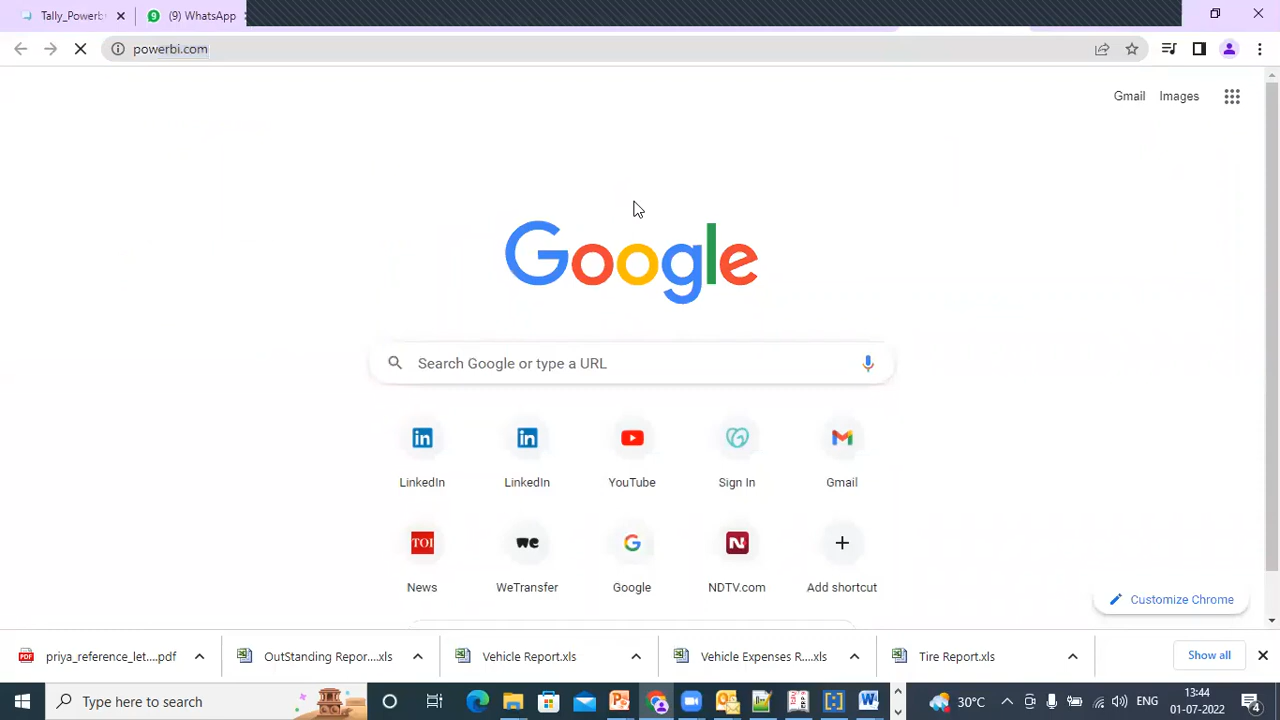 Tally_Powerb
(9) WhatsApp
powerbi.com
Gmail Images
Google
Search Google or type a URL
LinkedIn LinkedIn YouTube Sign In Gmail
TOI
News WeTransfer Google NDTV.com Add shortcut
Customize Chrome
priya_reference_let....pdf OutStanding Repor....xls Vehicle Report.xls Vehicle Expenses R....xls Tire Report.xls Show all
Type here to search
30°C ENG 13:44
01-07-2022 4